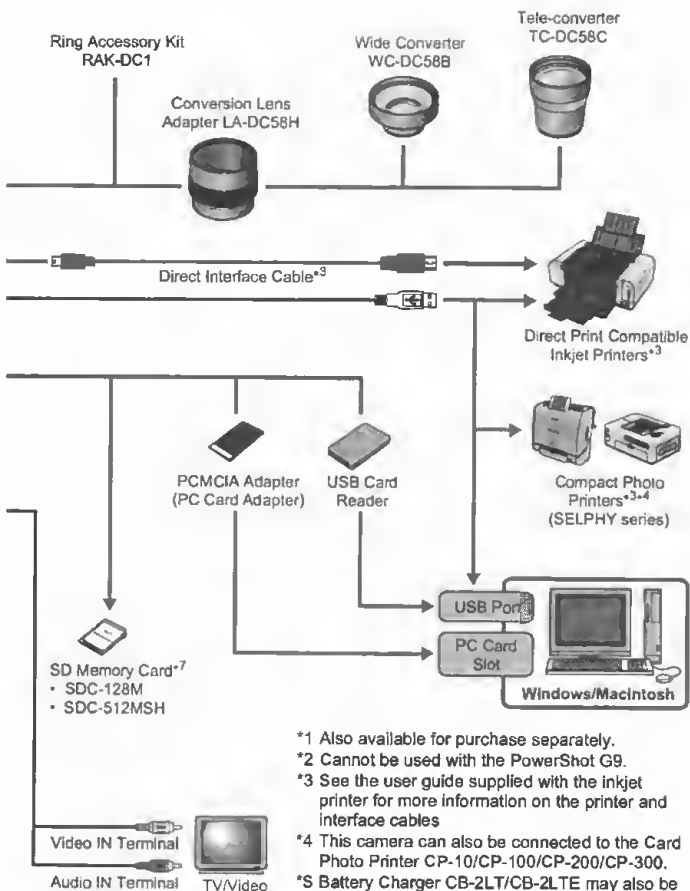 Tele-converter
TC-DC58C
Ring Accessory Kit
RAK-DC1
Wide Converter
WC-DC58B
Conversion Lens
Adapter LA-DC58H
Direct Interface Cable*3
Direct Print Compatible
Inkjet Printers*3
PCMCIA Adapter
(PC Card Adapter)
USB Card
Reader
Compact Photo
Printers*3*4
(SELPHY series)
USB Port
PC Card
Slot
Windows/Macintosh
SD Memory Card*7
• SDC-128M
• SDC-512MSH
*1 Also available for purchase separately.
*2 Cannot be used with the PowerShot G9.
*3 See the user guide supplied with the inkjet
printer for more information on the printer and
interface cables
*4 This camera can also be connected to the Card
Photo Printer CP-10/CP-100/CP-200/CP-300.
*S Battery Charger CB-2LT/CB-2LTE may also be
Video IN Terminal
Audio IN Terminal
TV/Video